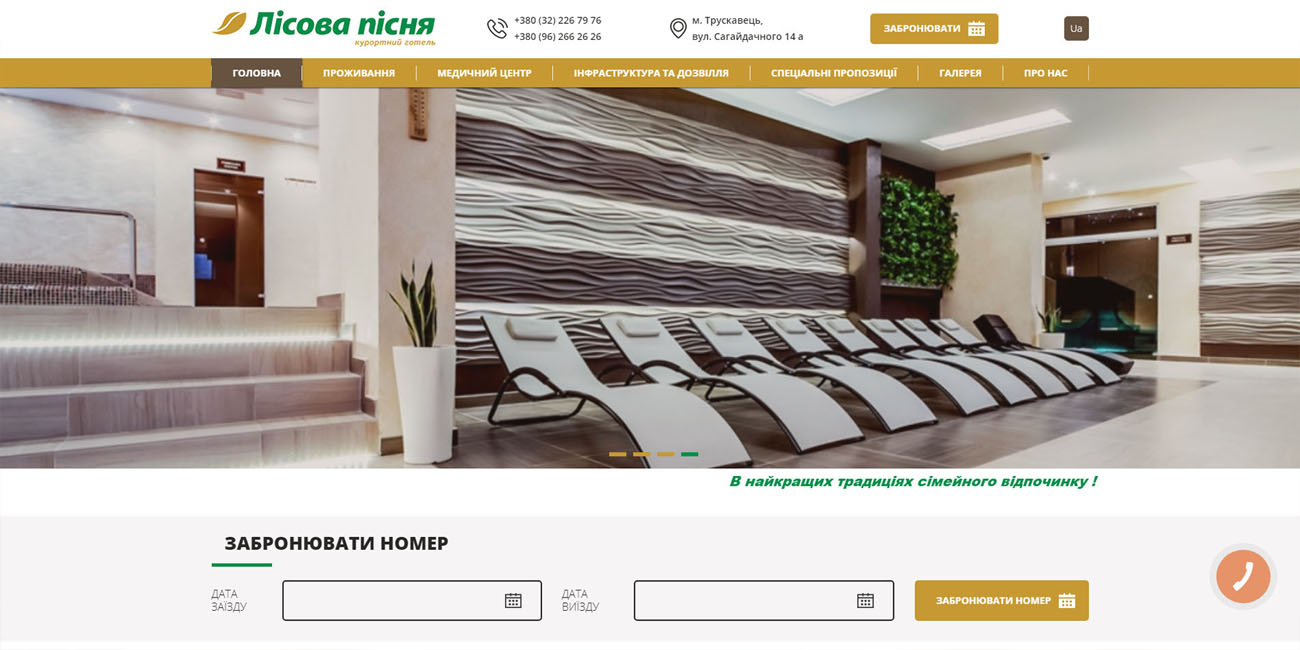 Лісова пісня
курортний готель
+380 (32) 226 79 76
+380 (96) 266 26 26
м. Трускавець,
вул. Сагайдачного 14 а
ЗАБРОНЮВАТИ
Ua
ГОЛОВНА
ПРОЖИВАННЯ
МЕДИЧНИЙ ЦЕНТР
ІНФРАСТРУКТУРА ТА ДОЗВІЛЛЯ
СПЕЦІАЛЬНІ ПРОПОЗИЦІЇ
ГАЛЕРЕЯ
ПРО НАС
В найкращих традиціях сімейного відпочинку !
ЗАБРОНЮВАТИ НОМЕР
ДАТА
ЗАЇЗДУ
ДАТА
ВИЇЗДУ
ЗАБРОНЮВАТИ НОМЕР